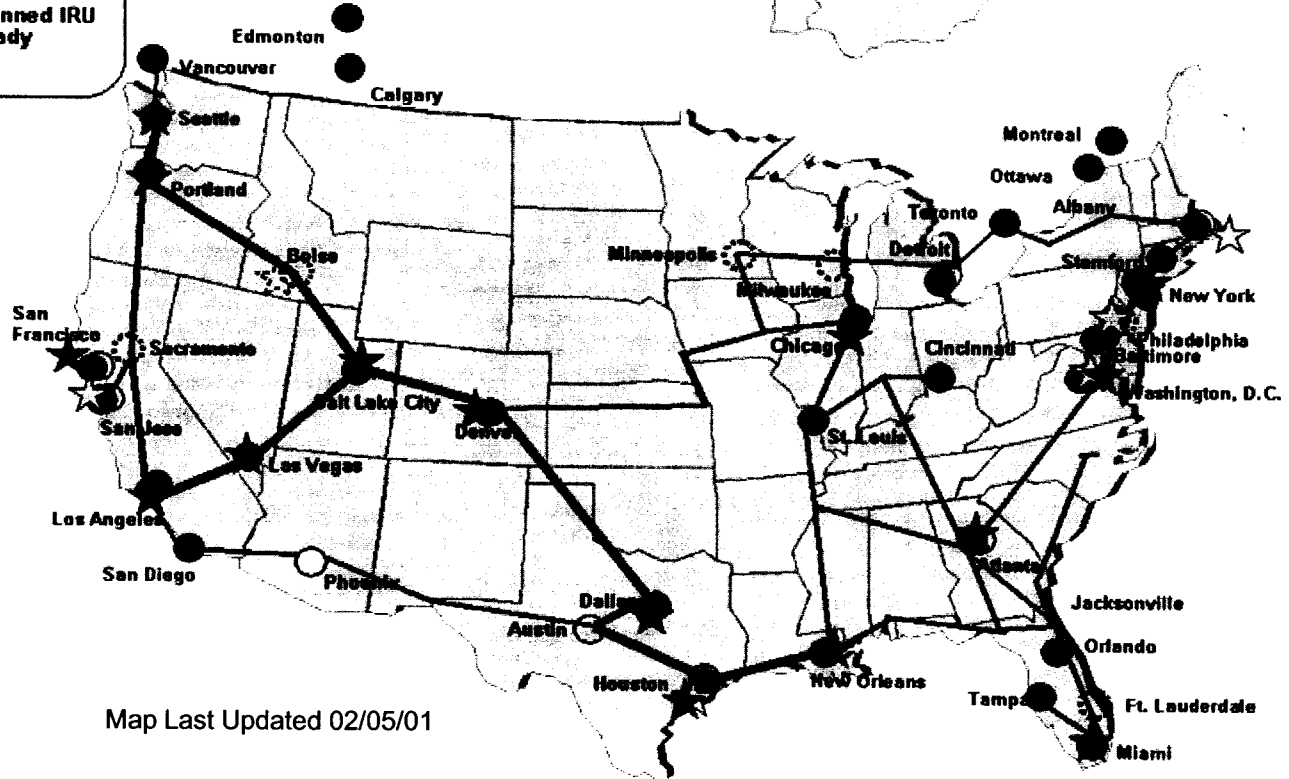 nned IRU
ady
Edmonton
Vancouver
Calgary
Seattle
Portland
Montreal
Ottawa
Toronto
Albany
Boise
Minneapolis
Detroit
Stamford
Milwaukee
New York
San
Francisco
Sacramento
Chicago
Cincinnati
Philadelphia
Baltimore
Washington, D.C.
Salt Lake City
San Jose
Denver
St. Louis
Las Vegas
Los Angeles
San Diego
Phoenix
Dallas
Atlanta
Austin
Jacksonville
Orlando
Houston
New Orleans
Tampa
Ft. Lauderdale
Map Last Updated 02/05/01
Miami